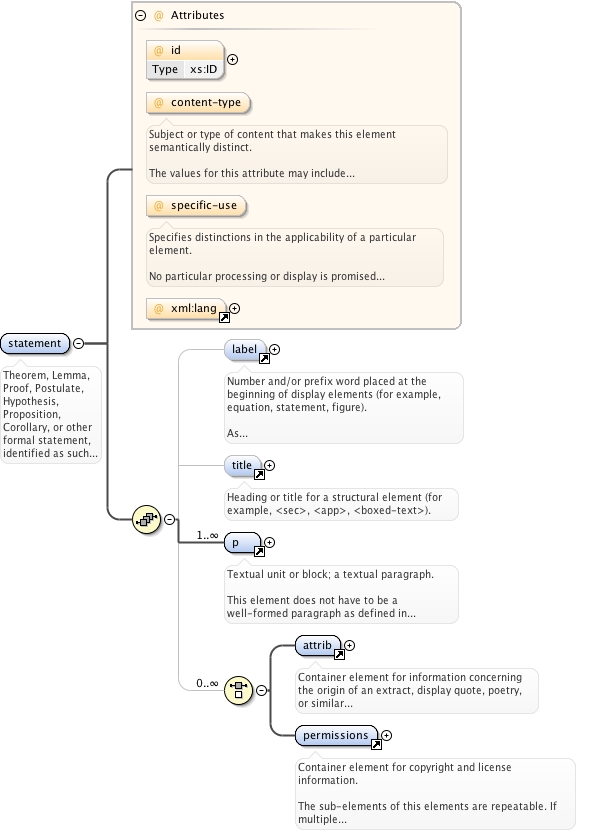 @ Attributes
@ id
Type xs:ID
@ content-type
Subject or type of content that makes this element
semantically distinct.
The values for this attribute may include...
@ specific-use
Specifies distinctions in the applicability of a particular
element.
No particular processing or display is promised...
@ xml:lang
statement
Theorem, Lemma,
Proof, Postulate,
Hypothesis,
Proposition,
Corollary, or other
formal statement,
identified as such...
label
Number and/or prefix word placed at the
beginning of display elements (for example,
equation, statement, figure).
As...
title
Heading or title for a structural element (for
example, <sec>, <app>, <boxed-text>).
1..∞
p
Textual unit or block; a textual paragraph.
This element does not have to be a
well-formed paragraph as defined in...
0..∞
attrib
Container element for information concerning
the origin of an extract, display quote, poetry,
or similar...
permissions
Container element for copyright and license
information.
The sub-elements of this elements are repeatable. If
multiple...